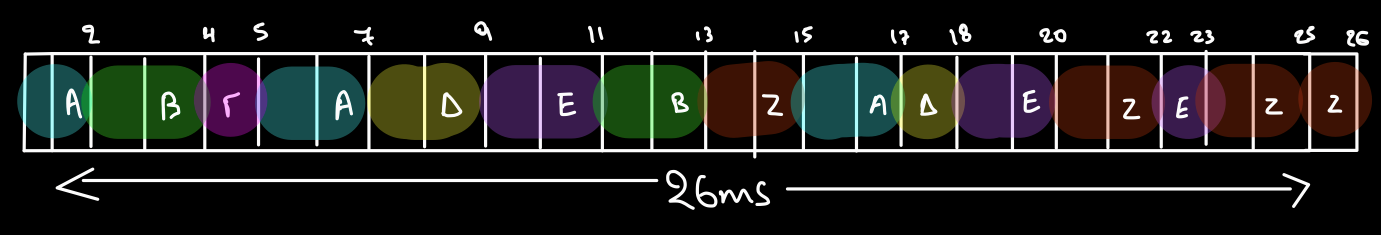 2 4 5 7 9 11 13 15 17 18 20 22 23 25 26
A B Γ A Δ E B Z A Δ E Z E Z Z
26ms